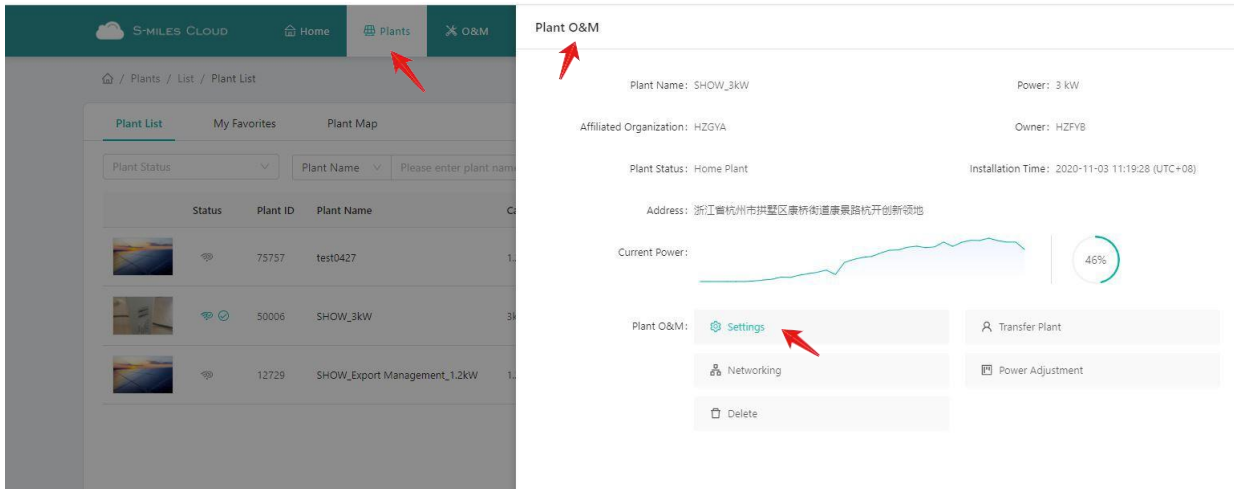 S-MILES CLOUD
Home
Plants
O&M
/ Plants / List / Plant List
Plant List
My Favorites
Plant Map
Plant Status
Plant Name
Please enter plant name
Status
Plant ID
Plant Name
75757
test0427
50006
SHOW_3kW
12729
SHOW_Export Management_1.2kW
Plant O&M
Plant Name: SHOW_3kW
Power: 3 kW
Affiliated Organization: HZGYA
Owner: HZFYB
Plant Status: Home Plant
Installation Time: 2020-11-03 11:19:28 (UTC+08)
Address: 浙江省杭州市拱墅区康桥街道康景路杭开创新领地
Current Power:
46%
Plant O&M:
Settings
Transfer Plant
Networking
Power Adjustment
Delete